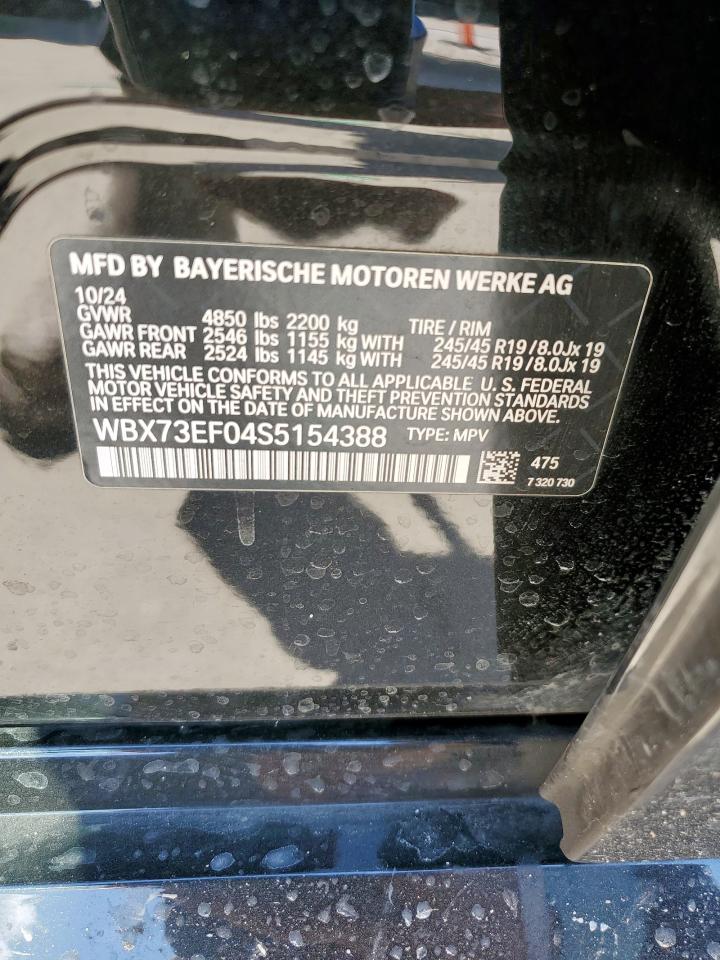 MFD BY BAYERISCHE MOTOREN WERKE AG
10/24
GVWR 4850 lbs 2200 kg TIRE / RIM
GAWR FRONT 2546 lbs 1155 kg WITH 245/45 R19 / 8.0Jx 19
GAWR REAR 2524 lbs 1145 kg WITH 245/45 R19 / 8.0Jx 19
THIS VEHICLE CONFORMS TO ALL APPLICABLE U. S. FEDERAL
MOTOR VEHICLE SAFETY AND THEFT PREVENTION STANDARDS
IN EFFECT ON THE DATE OF MANUFACTURE SHOWN ABOVE.
WBX73EF04S5154388 TYPE: MPV
475
7 320 730